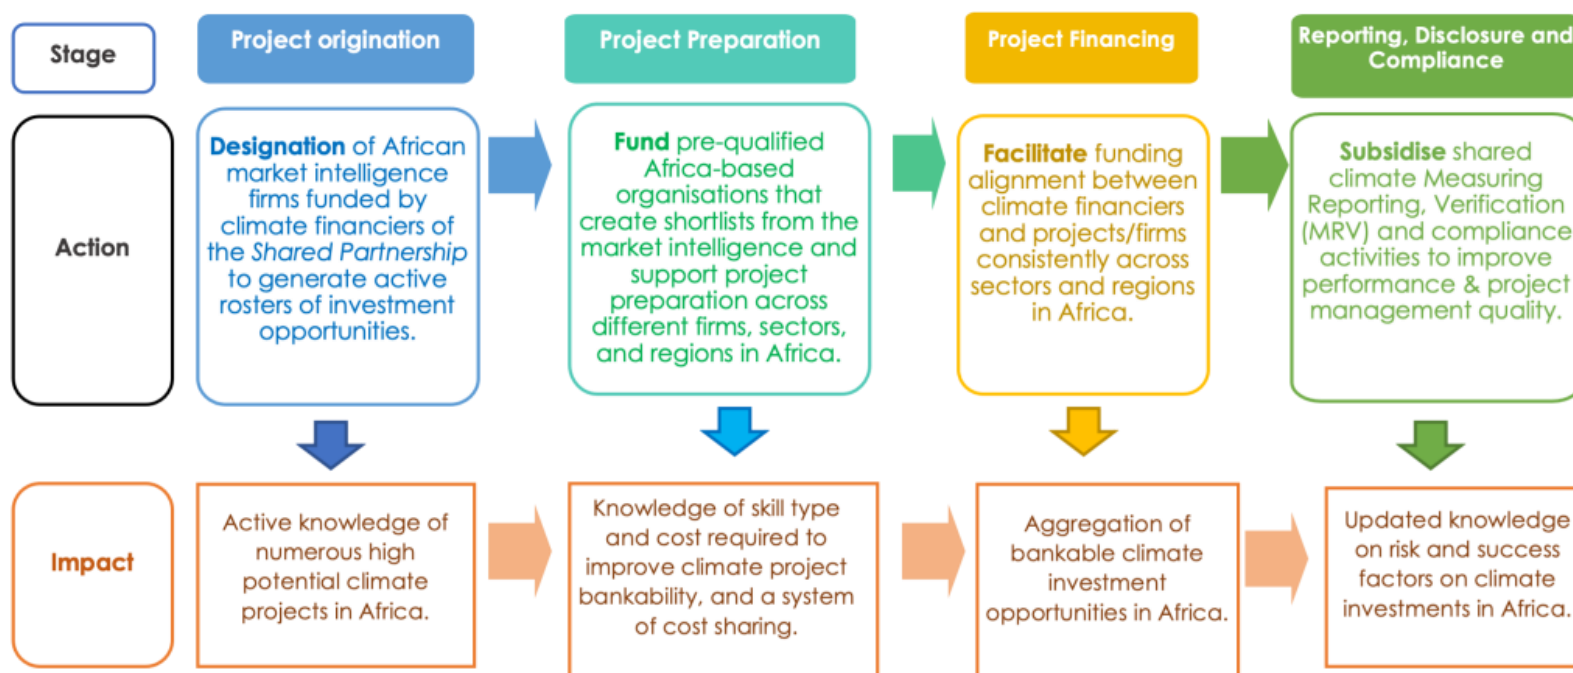 Stage
Project origination
Project Preparation
Project Financing
Reporting, Disclosure and
Compliance
Action
Designation of African
market intelligence
firms funded by
climate financiers of
the Shared Partnership
to generate active
rosters of investment
opportunities.
Fund pre-qualified
Africa-based
organisations that
create shortlists from the
market intelligence and
support project
preparation across
different firms, sectors,
and regions in Africa.
Facilitate funding
alignment between
climate financiers
and projects/firms
consistently across
sectors and regions
in Africa.
Subsidise shared
climate Measuring
Reporting, Verification
(MRV) and compliance
activities to improve
performance & project
management quality.
Impact
Active knowledge of
numerous high
potential climate
projects in Africa.
Knowledge of skill type
and cost required to
improve climate project
bankability, and a system
of cost sharing.
Aggregation of
bankable climate
investment
opportunities in Africa.
Updated knowledge
on risk and success
factors on climate
investments in Africa.